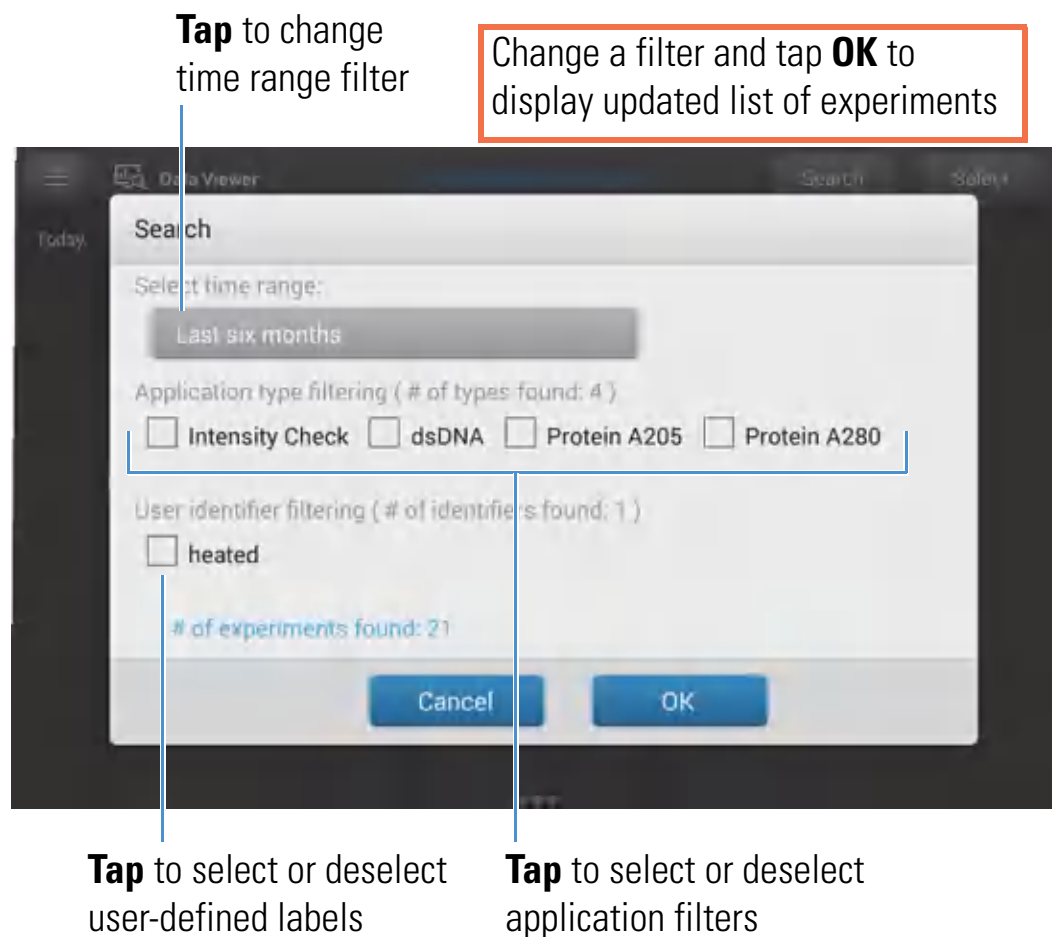 Tap to change
time range filter
Change a filter and tap OK to
display updated list of experiments
Data Viewer
Search
Select
Today
Search
Select time range:
Last six months
Application type filtering ( # of types found: 4 )
Intensity Check
dsDNA
Protein A205
Protein A280
User identifier filtering ( # of identifiers found: 1 )
heated
# of experiments found: 21
Cancel
OK
Tap to select or deselect
user-defined labels
Tap to select or deselect
application filters